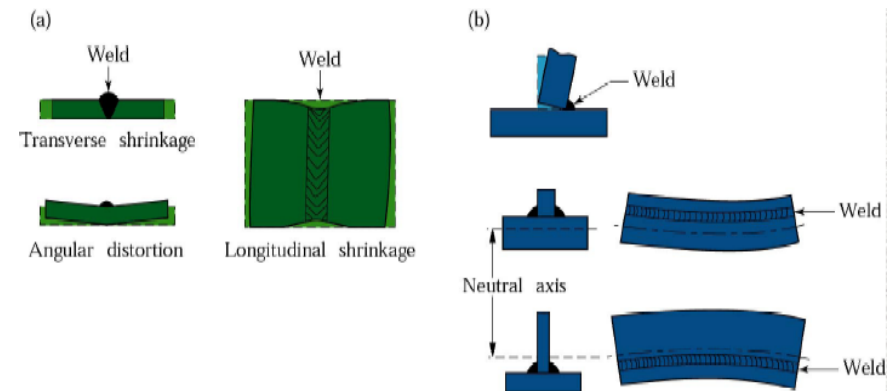 (a)
Weld
Weld
Transverse shrinkage
Angular distortion
Longitudinal shrinkage
(b)
Weld
Weld
Neutral axis
Weld